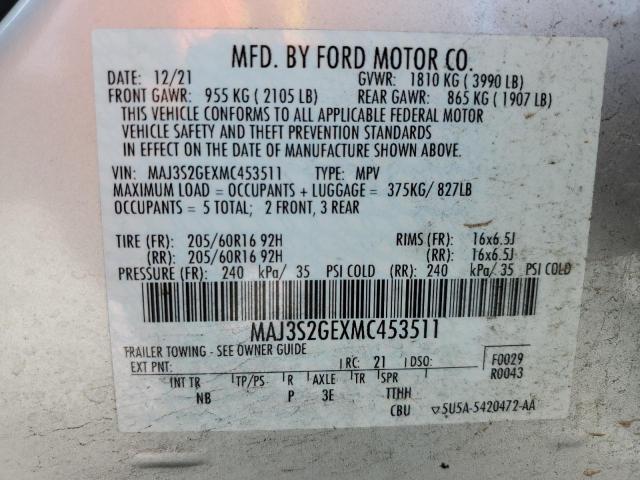 MFD. BY FORD MOTOR CO.
DATE: 12/21 GVWR: 1810 KG ( 3990 LB)
FRONT GAWR: 955 KG ( 2105 LB) REAR GAWR: 865 KG ( 1907 LB)
THIS VEHICLE CONFORMS TO ALL APPLICABLE FEDERAL MOTOR
VEHICLE SAFETY AND THEFT PREVENTION STANDARDS
IN EFFECT ON THE DATE OF MANUFACTURE SHOWN ABOVE.
VIN: MAJ3S2GEXMC453511 TYPE: MPV
MAXIMUM LOAD = OCCUPANTS + LUGGAGE = 375KG/ 827LB
OCCUPANTS = 5 TOTAL; 2 FRONT, 3 REAR
TIRE (FR): 205/60R16 92H RIMS (FR): 16x6.5J
(RR): 205/60R16 92H (RR): 16x6.5J
PRESSURE (FR): 240 kPa/ 35 PSI COLD (RR): 240 kPa/ 35 PSI COLD
MAJ3S2GEXMC453511
TRAILER TOWING - SEE OWNER GUIDE
EXT PNT: RC: 21 DSO: F0029
R0043
INT TR TP/PS R AXLE TR SPR
NB P 3E TTHH
CBU 5U5A-5420472-AA